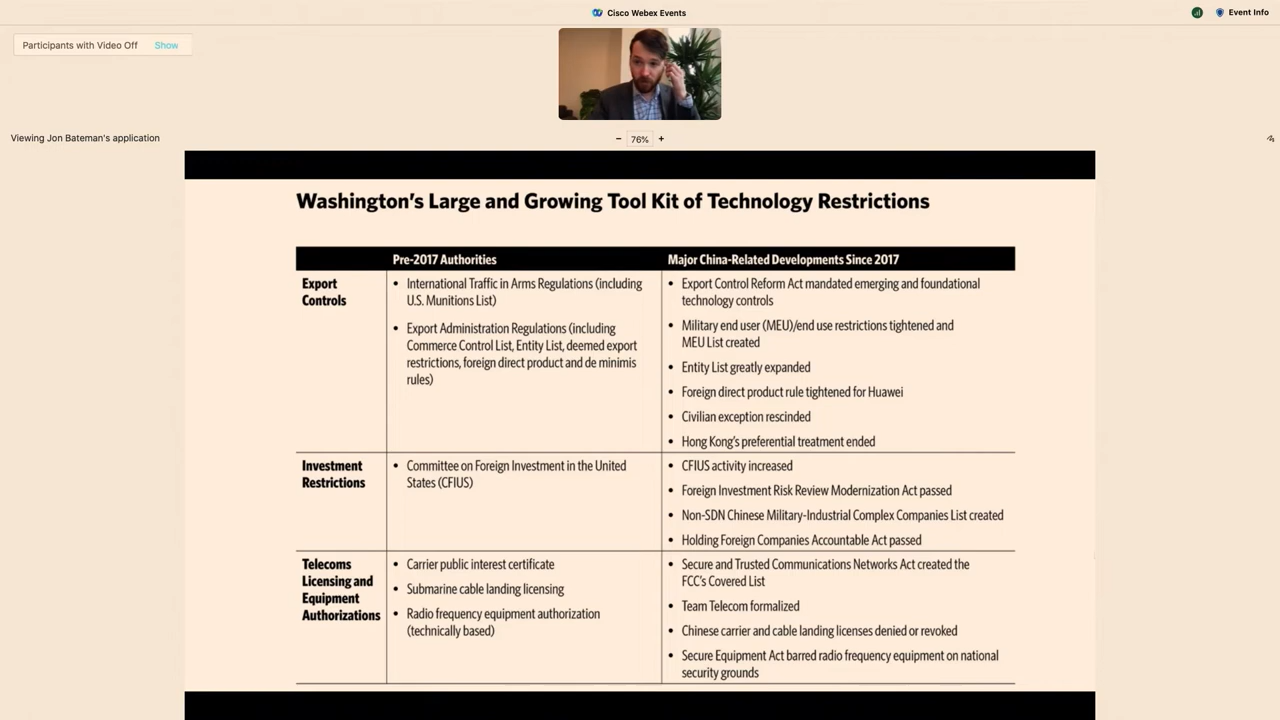 Cisco Webex Events
Event Info
Participants with Video Off Show
Viewing Jon Bateman's application
− 76% +
Washington's Large and Growing Tool Kit of Technology Restrictions
Pre-2017 Authorities
Major China-Related Developments Since 2017
Export
Controls
• International Traffic in Arms Regulations (including
U.S. Munitions List)
• Export Administration Regulations (including
Commerce Control List, Entity List, deemed export
restrictions, foreign direct product and de minimis
rules)
• Export Control Reform Act mandated emerging and foundational
technology controls
• Military end user (MEU)/end use restrictions tightened and
MEU List created
• Entity List greatly expanded
• Foreign direct product rule tightened for Huawei
• Civilian exception rescinded
• Hong Kong's preferential treatment ended
Investment
Restrictions
• Committee on Foreign Investment in the United
States (CFIUS)
• CFIUS activity increased
• Foreign Investment Risk Review Modernization Act passed
• Non-SDN Chinese Military-Industrial Complex Companies List created
• Holding Foreign Companies Accountable Act passed
Telecoms
Licensing and
Equipment
Authorizations
• Carrier public interest certificate
• Submarine cable landing licensing
• Radio frequency equipment authorization
(technically based)
• Secure and Trusted Communications Networks Act created the
FCC's Covered List
• Team Telecom formalized
• Chinese carrier and cable landing licenses denied or revoked
• Secure Equipment Act barred radio frequency equipment on national
security grounds